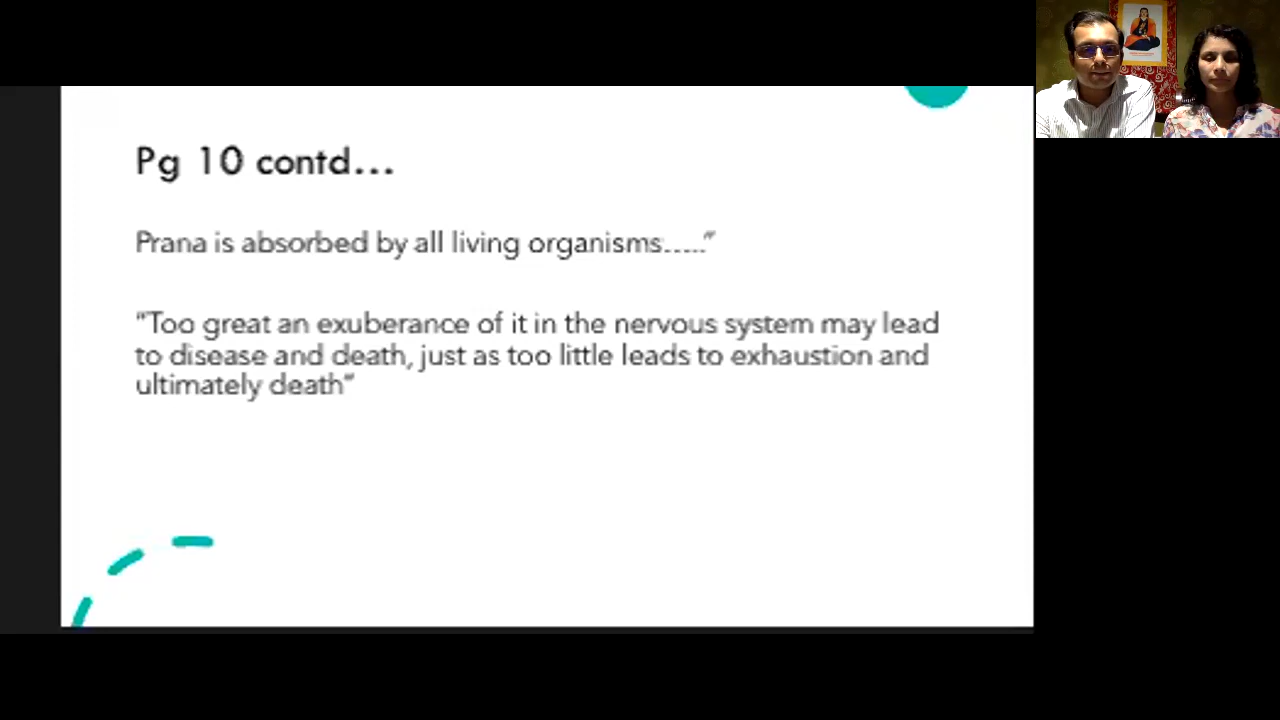 Pg 10 contd...
Prana is absorbed by all living organisms....."
"Too great an exuberance of it in the nervous system may lead
to disease and death, just as too little leads to exhaustion and
ultimately death"